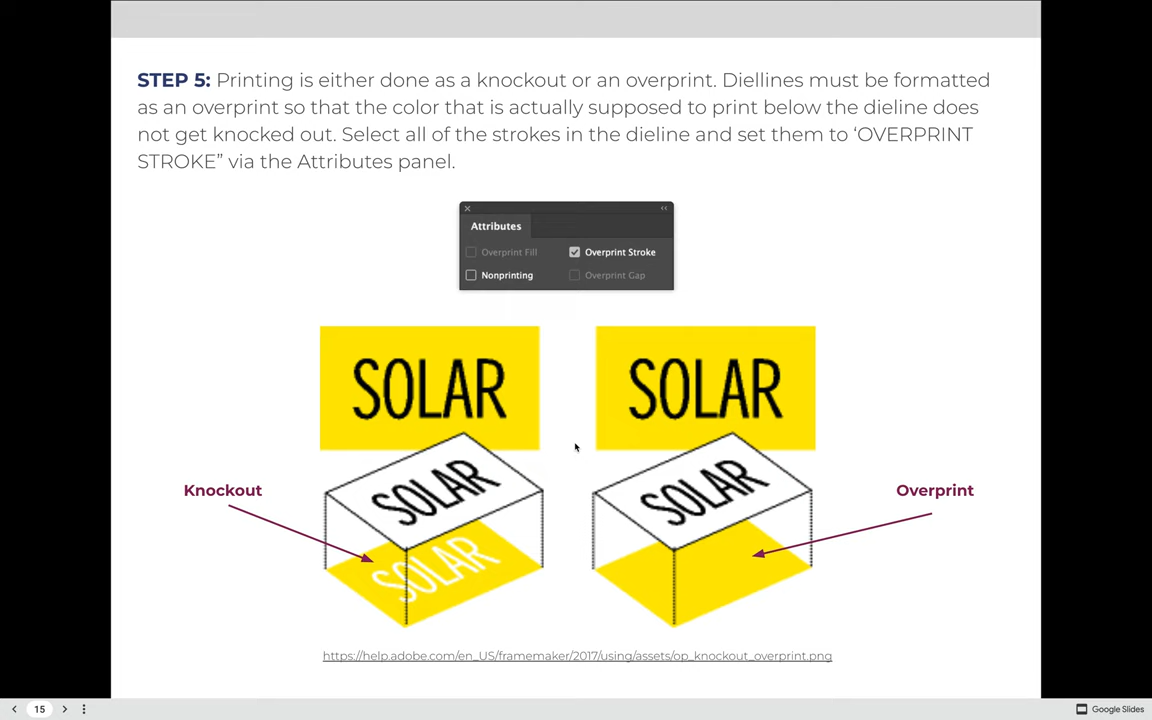 STEP 5: Printing is either done as a knockout or an overprint. Diellines must be formatted
as an overprint so that the color that is actually supposed to print below the dieline does
not get knocked out. Select all of the strokes in the dieline and set them to ‘OVERPRINT
STROKE” via the Attributes panel.
Attributes
Overprint Fill
Overprint Stroke
Nonprinting
Overprint Gap
SOLAR
SOLAR
SOLAR
SOLAR
Knockout
Overprint
SOLAR
https://help.adobe.com/en_US/framemaker/2017/using/assets/op_knockout_overprint.png
15
Google Slides